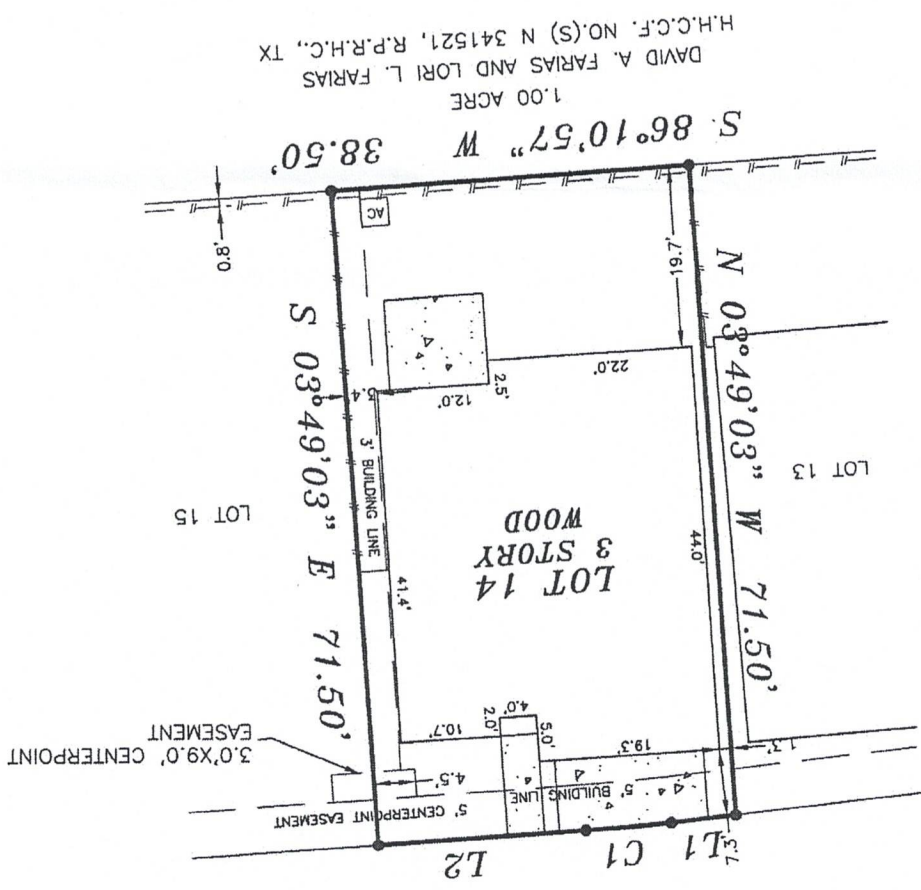 7.3'
L1
C1
L2
5' BUILDING LINE
5' CENTERPOINT EASEMENT
4.5'
3.0'X9.0' CENTERPOINT
EASEMENT
1.3'
19.3'
5.0'
4.0'
2.0'
10.7'
LOT 13
N 03°49'03" W 71.50'
44.0'
LOT 14
3 STORY
WOOD
41.4'
3' BUILDING LINE
S 03°49'03" E 71.50'
LOT 15
22.0'
2.5'
12.0'
19.7'
AC
0.8'
S. 86°10'57" W 38.50'
1.00 ACRE
DAVID A. FARIAS AND LORI L. FARIAS
H.H.C.C.F. NO.(S) N 341521, R.P.R.H.C., TX